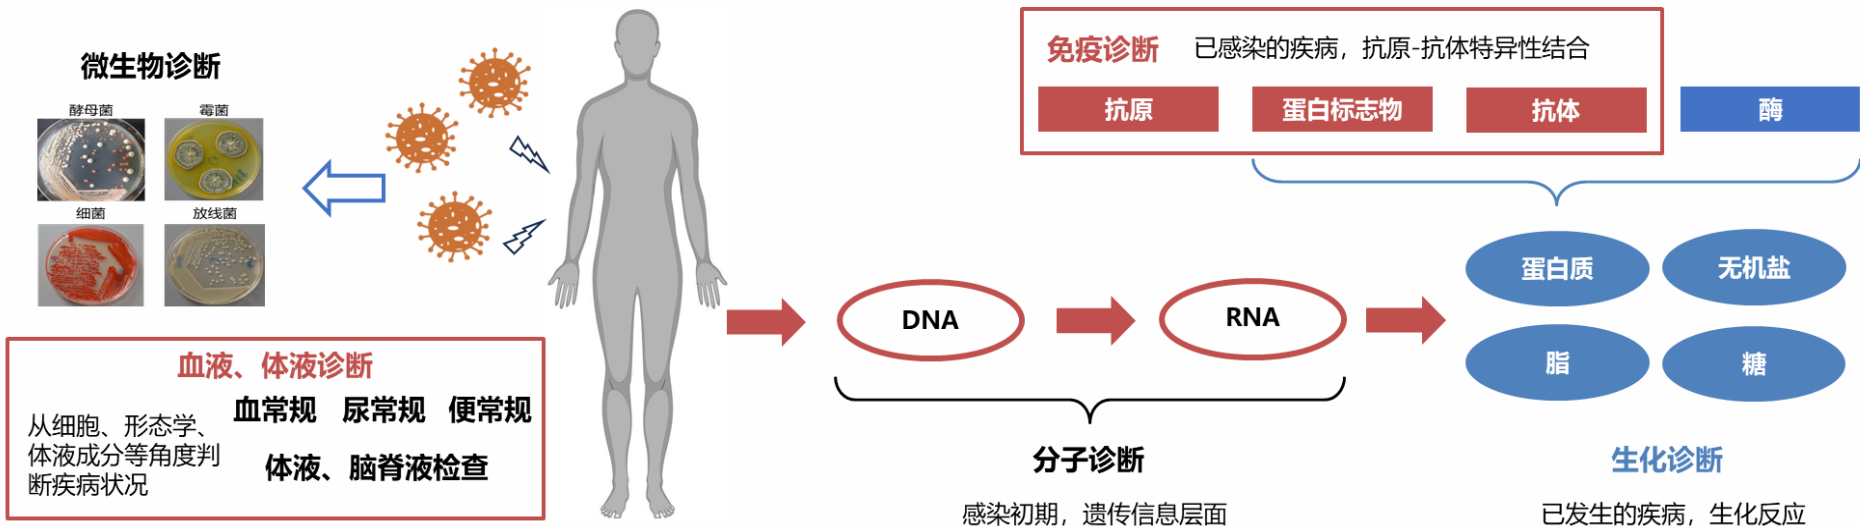 微生物诊断
酵母菌
霉菌
细菌
放线菌
血液、体液诊断
从细胞、形态学、
体液成分等角度判
断疾病状况
血常规 尿常规 便常规
体液、脑脊液检查
免疫诊断 已感染的疾病，抗原-抗体特异性结合
抗原
蛋白标志物
抗体
酶
DNA
RNA
蛋白质
无机盐
脂
糖
分子诊断
感染初期，遗传信息层面
生化诊断
已发生的疾病，生化反应